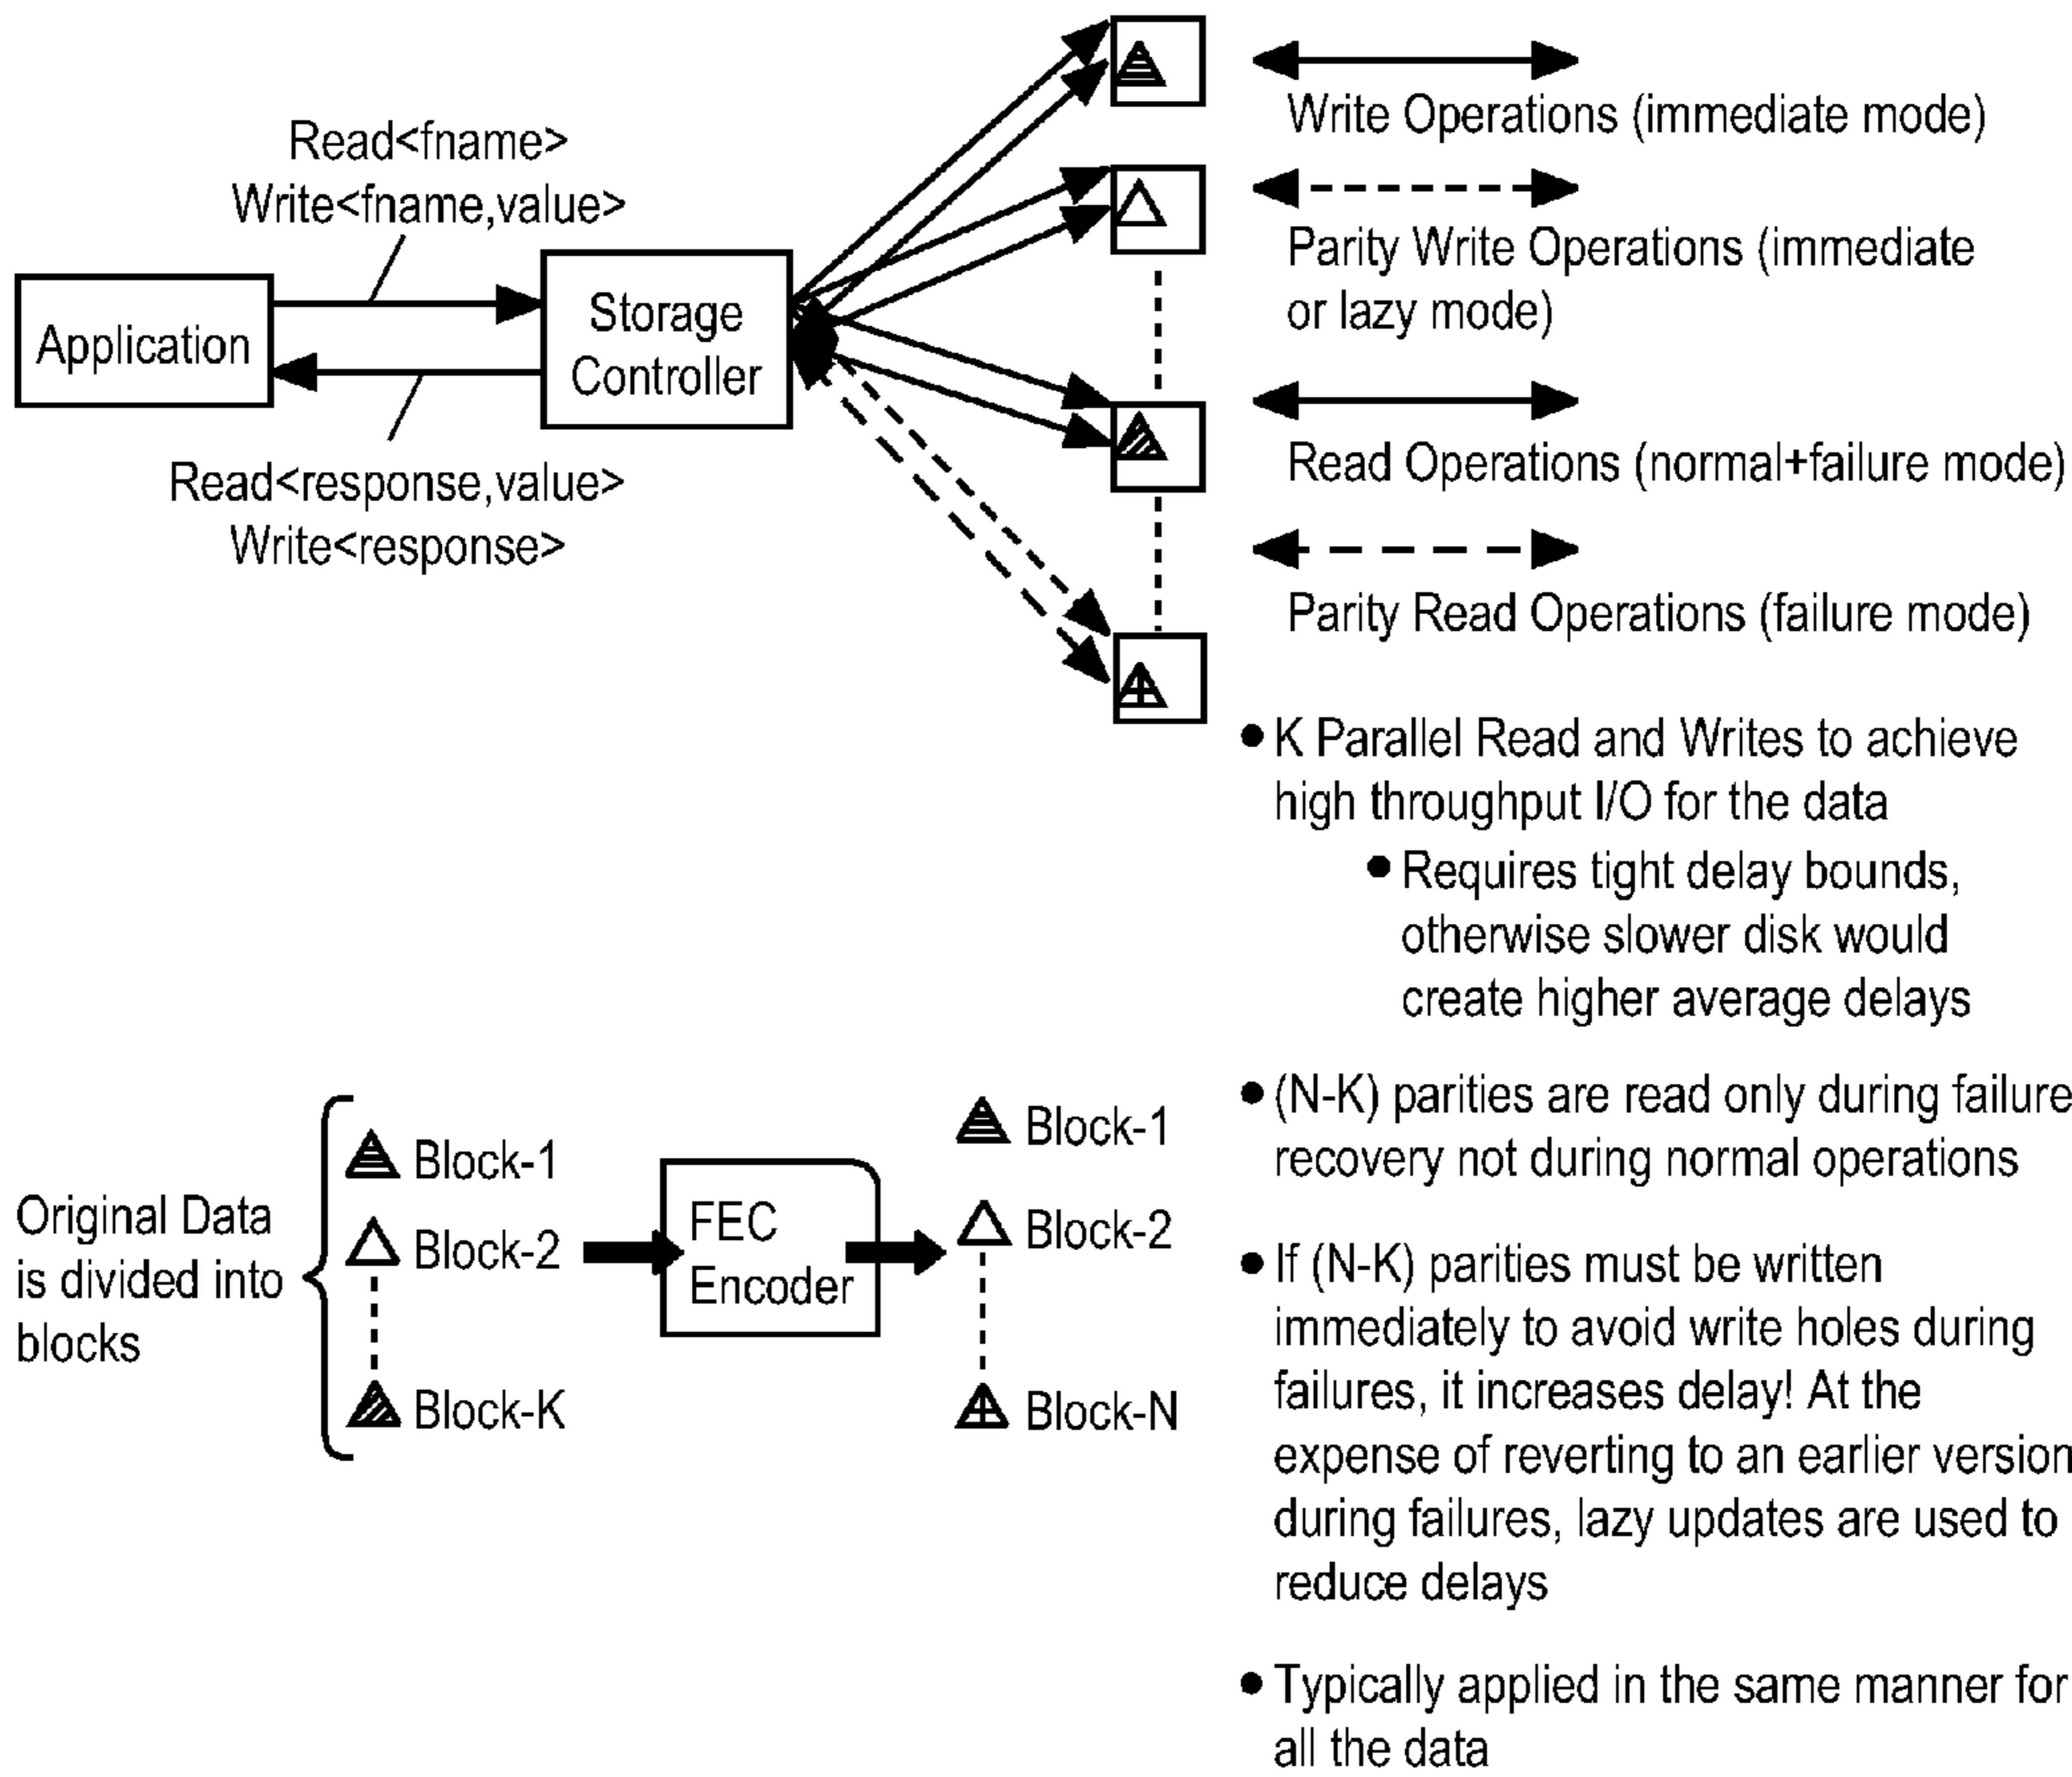 Read<fname>
Write<fname,value>
Application
Storage
Controller
Read<response,value>
Write<response>
Write Operations (immediate mode)
Parity Write Operations (immediate
or lazy mode)
Read Operations (normal+failure mode)
Parity Read Operations (failure mode)
● K Parallel Read and Writes to achieve
high throughput I/O for the data
● Requires tight delay bounds,
otherwise slower disk would
create higher average delays
● (N-K) parities are read only during failure
recovery not during normal operations
● If (N-K) parities must be written
immediately to avoid write holes during
failures, it increases delay! At the
expense of reverting to an earlier version
during failures, lazy updates are used to
reduce delays
● Typically applied in the same manner for
all the data
Original Data
is divided into
blocks
Block-1
Block-2
Block-K
FEC
Encoder
Block-1
Block-2
Block-N